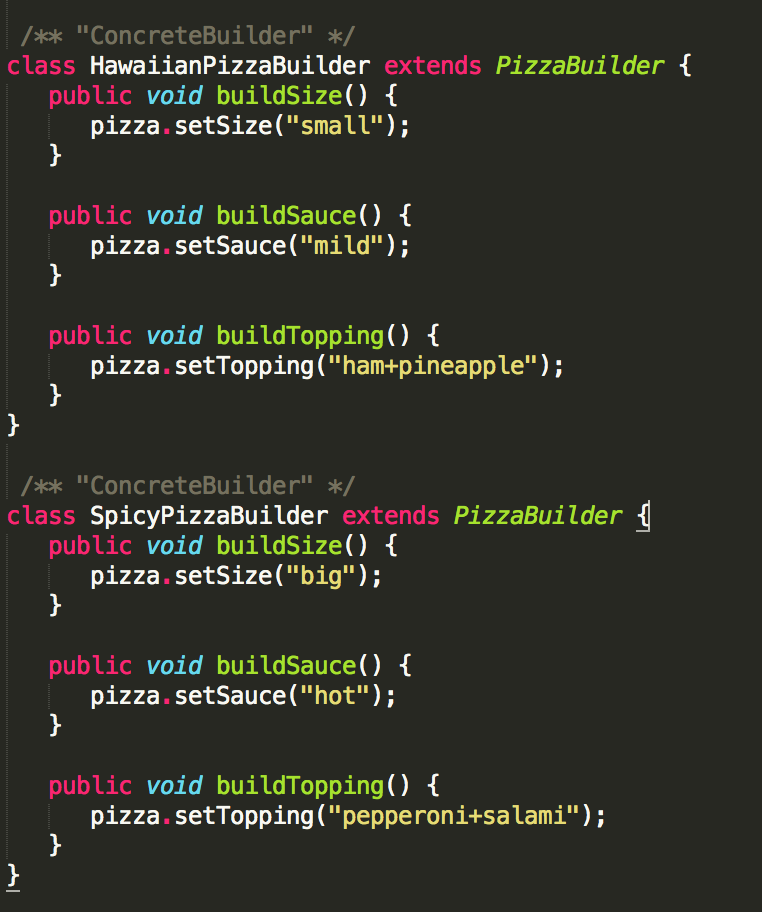 /** "ConcreteBuilder" */
class HawaiianPizzaBuilder extends PizzaBuilder {
   public void buildSize() {
      pizza.setSize("small");
   }

   public void buildSauce() {
      pizza.setSauce("mild");
   }

   public void buildTopping() {
      pizza.setTopping("ham+pineapple");
   }
}

/** "ConcreteBuilder" */
class SpicyPizzaBuilder extends PizzaBuilder {
   public void buildSize() {
      pizza.setSize("big");
   }

   public void buildSauce() {
      pizza.setSauce("hot");
   }

   public void buildTopping() {
      pizza.setTopping("pepperoni+salami");
   }
}